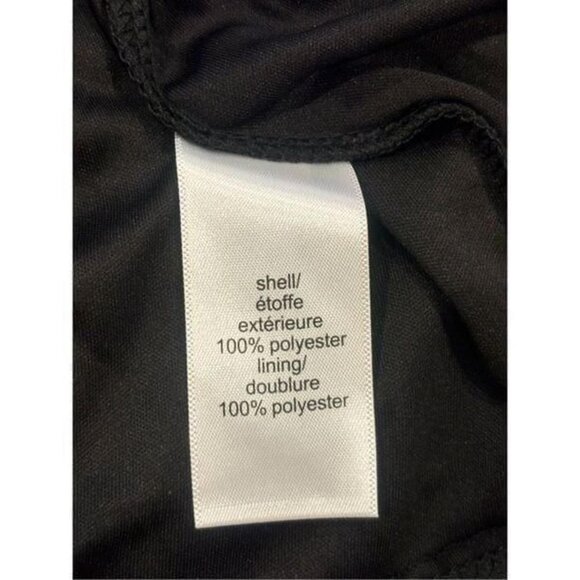 shell/
étoffe
extérieure
100% polyester
lining/
doublure
100% polyester